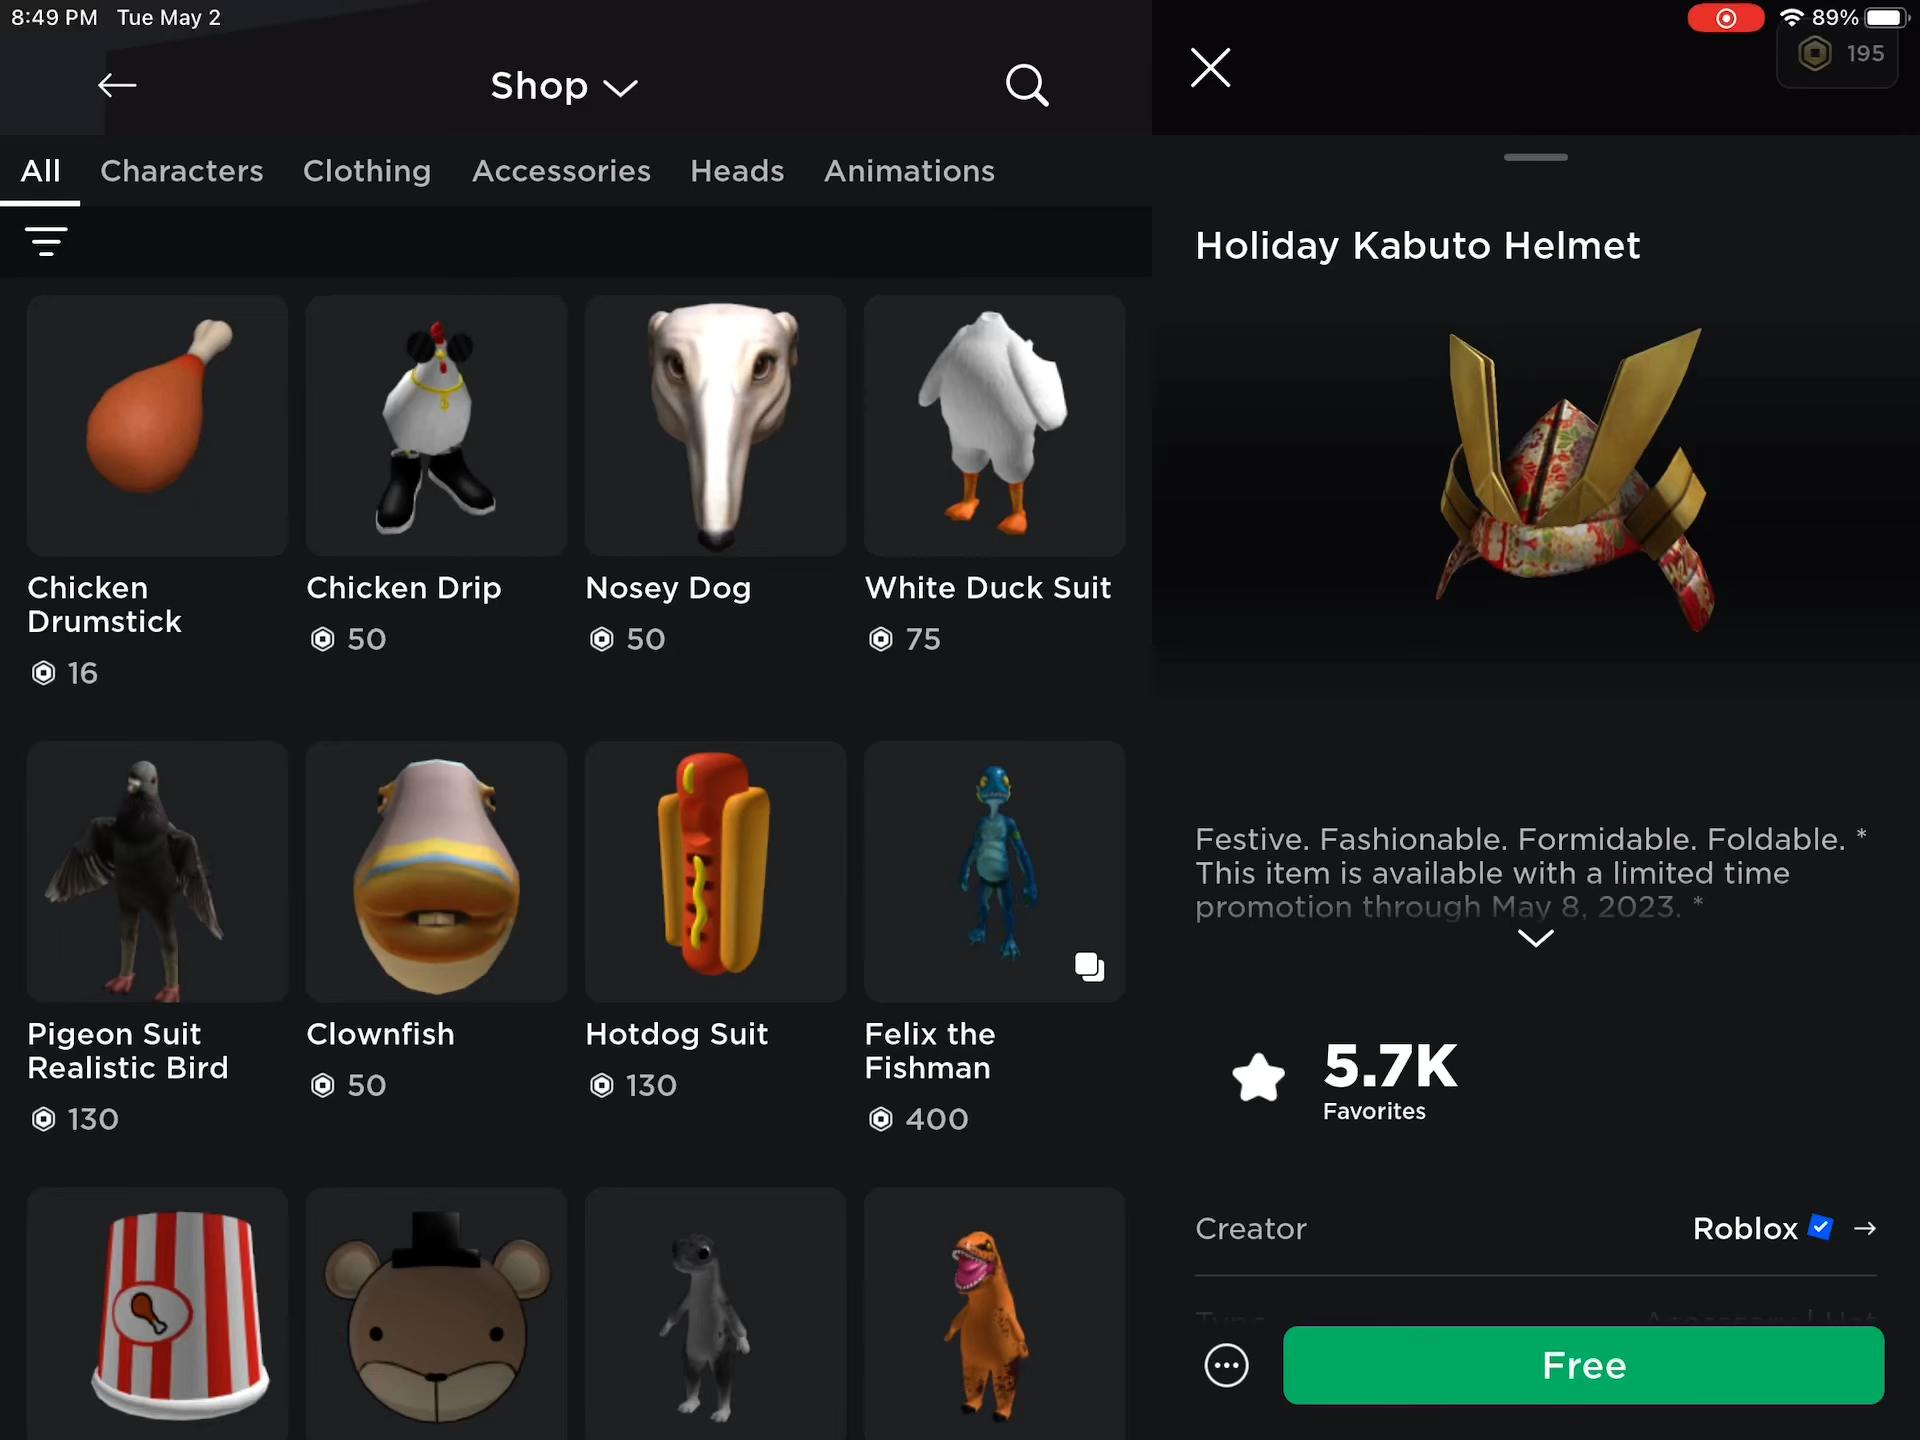 8:49 PM Tue May 2
89%
195
Shop
All Characters Clothing Accessories Heads Animations
Chicken
Drumstick
16
Chicken Drip
50
Nosey Dog
50
White Duck Suit
75
Pigeon Suit
Realistic Bird
130
Clownfish
50
Hotdog Suit
130
Felix the
Fishman
400
Holiday Kabuto Helmet
Festive. Fashionable. Formidable. Foldable. *
This item is available with a limited time
promotion through May 8, 2023. *
5.7K
Favorites
Creator Roblox
Free